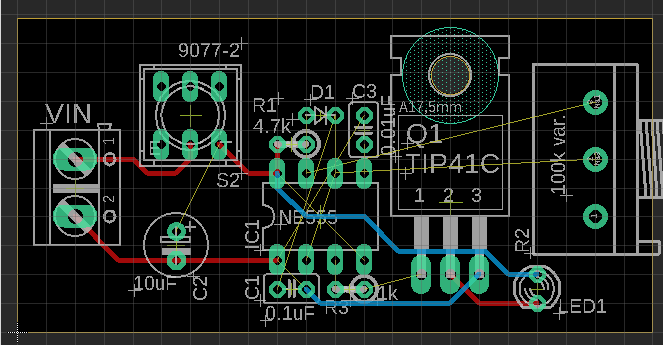 9077-2
VIN
R1
D1
C3
4.7k
0.01uF
A17,5mm
Q1
TIP41C
100k var.
1
2
S2
1 2 3
NE555
IC1
R2
10uF
C2
C1
0.1uF
R3
1k
LED1